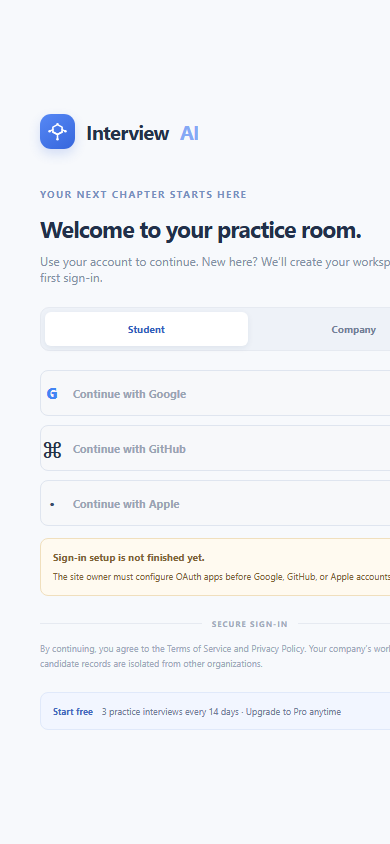 Interview AI
YOUR NEXT CHAPTER STARTS HERE
Welcome to your practice room.
Use your account to continue. New here? We'll create your worksp
first sign-in.
Student Company
G Continue with Google
⌘ Continue with GitHub
• Continue with Apple
Sign-in setup is not finished yet.
The site owner must configure OAuth apps before Google, GitHub, or Apple accounts
SECURE SIGN-IN
By continuing, you agree to the Terms of Service and Privacy Policy. Your company's worl
candidate records are isolated from other organizations.
Start free 3 practice interviews every 14 days · Upgrade to Pro anytime